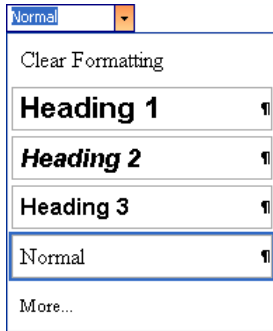 Normal
Clear Formatting
Heading 1 ¶
Heading 2 ¶
Heading 3 ¶
Normal ¶
More...